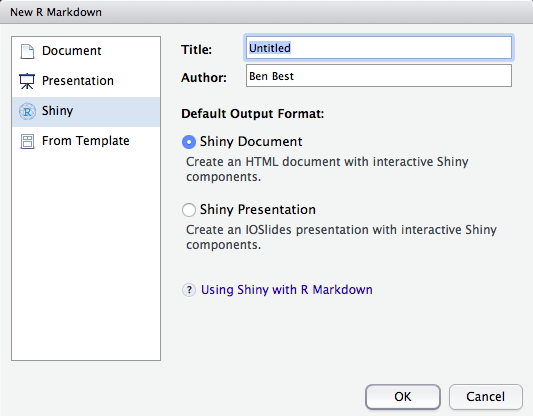 New R Markdown
Document
Presentation
R Shiny
From Template
Title: Untitled
Author: Ben Best
Default Output Format:
Shiny Document
Create an HTML document with interactive Shiny
components.
Shiny Presentation
Create an IOSlides presentation with interactive Shiny
components.
? Using Shiny with R Markdown
OK Cancel